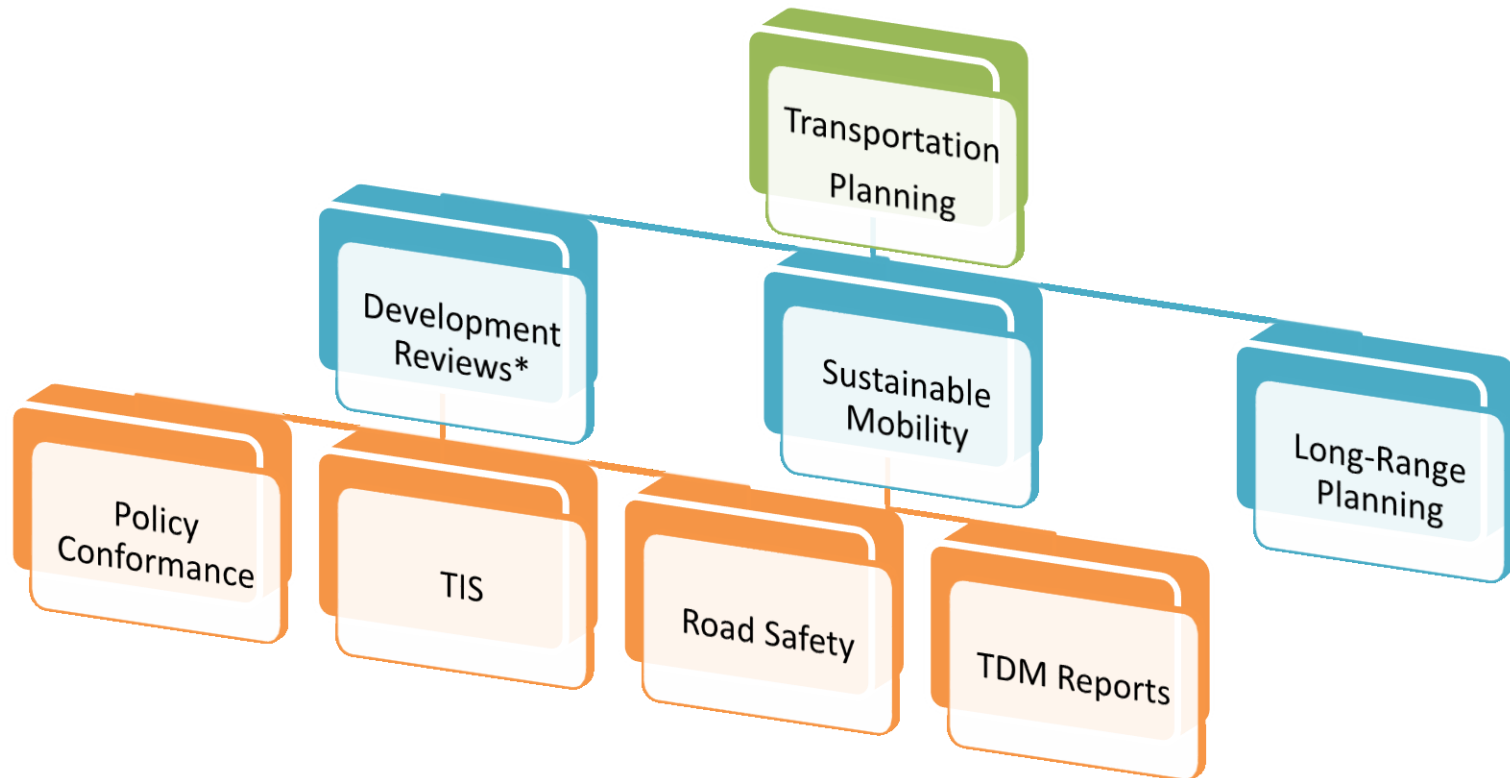 Transportation
Planning
Development
Reviews*
Sustainable
Mobility
Long-Range
Planning
Policy
Conformance
TIS
Road Safety
TDM Reports